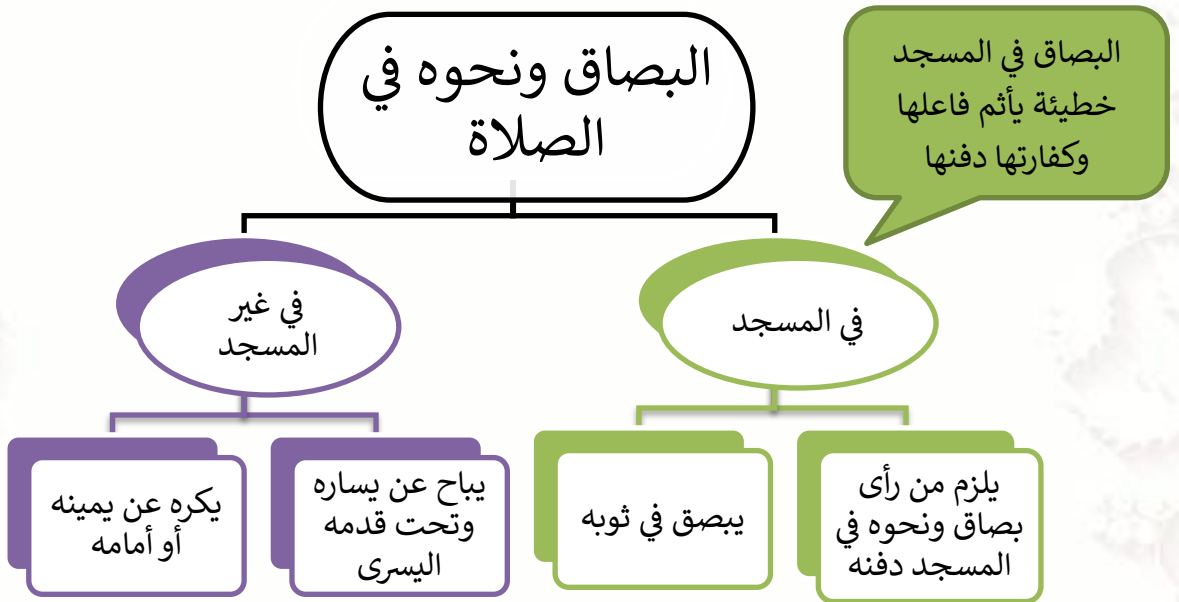 البصاق ونحوه في
الصلاة
البصاق في المسجد
خطيئة يأثم فاعلها
وكفارتها دفنها
في المسجد
في غير
المسجد
يلزم من رأى
بصاق ونحوه في
المسجد دفنه
يبصق في ثوبه
يباح عن يساره
وتحت قدمه
اليسرى
يكره عن يمينه
أو أمامه